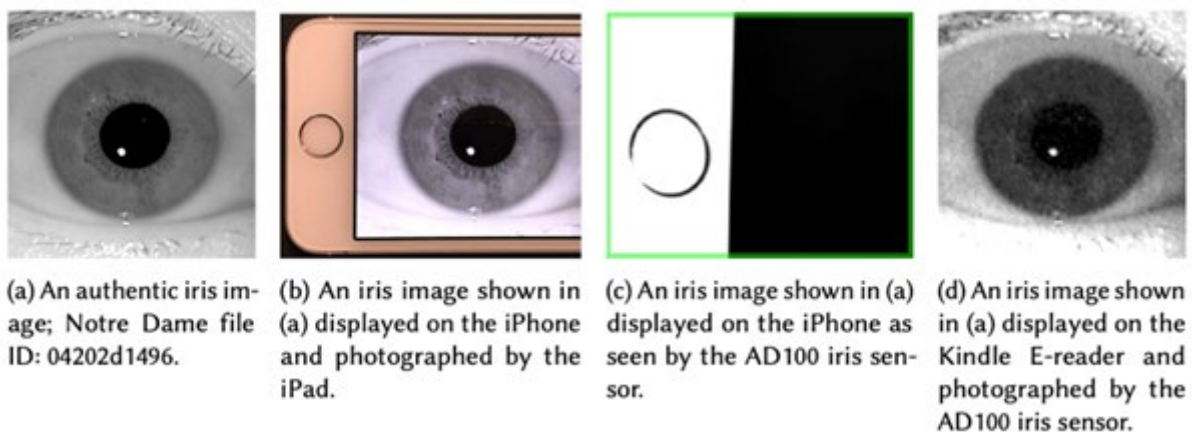 (a) An authentic iris im-
age; Notre Dame file
ID: 04202d1496.
(b) An iris image shown in
(a) displayed on the iPhone
and photographed by the
iPad.
(c) An iris image shown in (a)
displayed on the iPhone as
seen by the AD100 iris sen-
sor.
(d) An iris image shown
in (a) displayed on the
Kindle E-reader and
photographed by the
AD100 iris sensor.